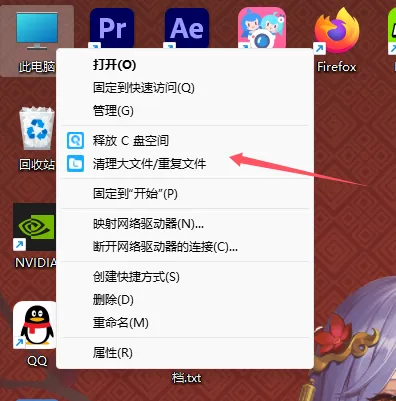 Pr
Ae
此电脑
Firefox
打开(O)
固定到快速访问(Q)
管理(G)
释放 C 盘空间
清理大文件/重复文件
回收站
固定到"开始"(P)
映射网络驱动器(N)...
断开网络驱动器的连接(C)...
NVIDIA
创建快捷方式(S)
删除(D)
重命名(M)
属性(R)
QQ
档.txt